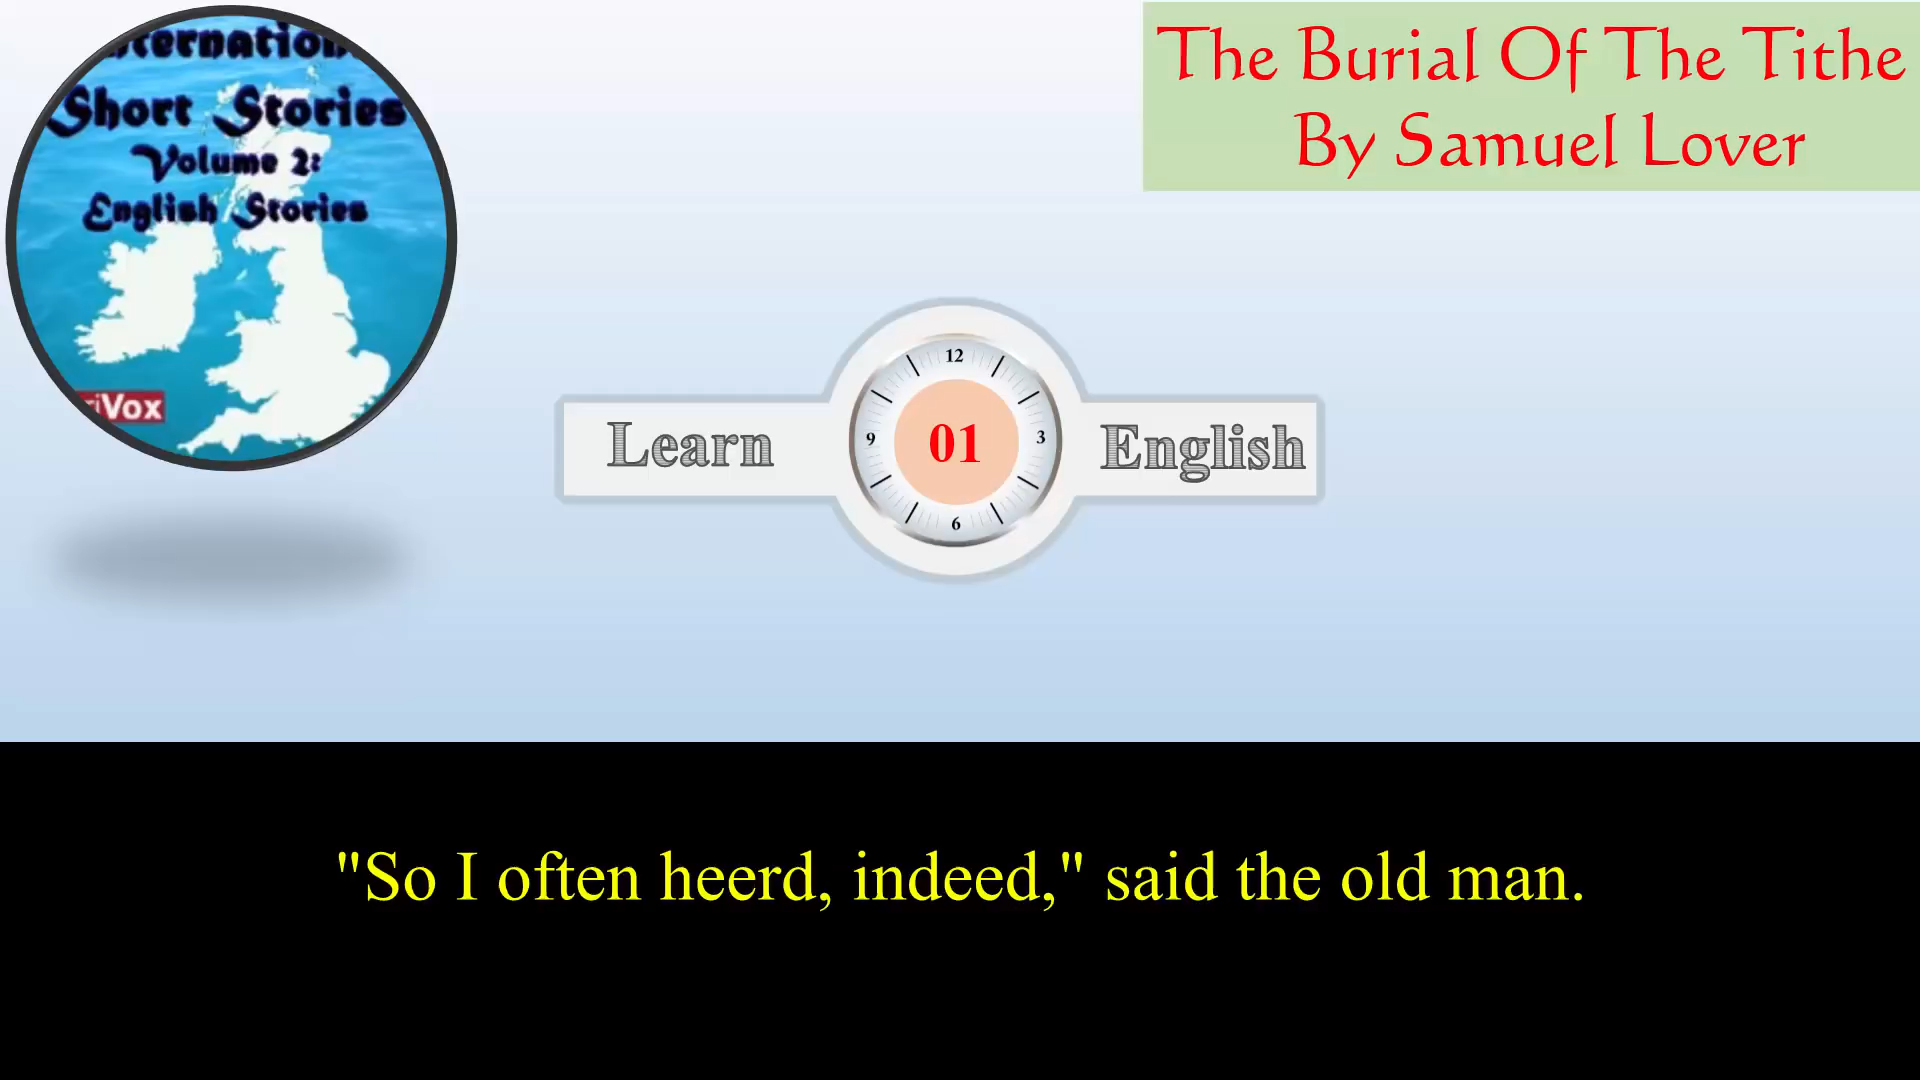 Short Stories
Volume 2:
English Stories
The Burial Of The Tithe
By Samuel Lover
Learn
12
3
6
9
01
English
"So I often heerd, indeed," said the old man.